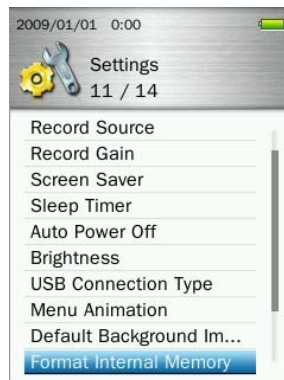 2009/01/01 0:00
Settings
11 / 14
Record Source
Record Gain
Screen Saver
Sleep Timer
Auto Power Off
Brightness
USB Connection Type
Menu Animation
Default Background Im...
Format Internal Memory